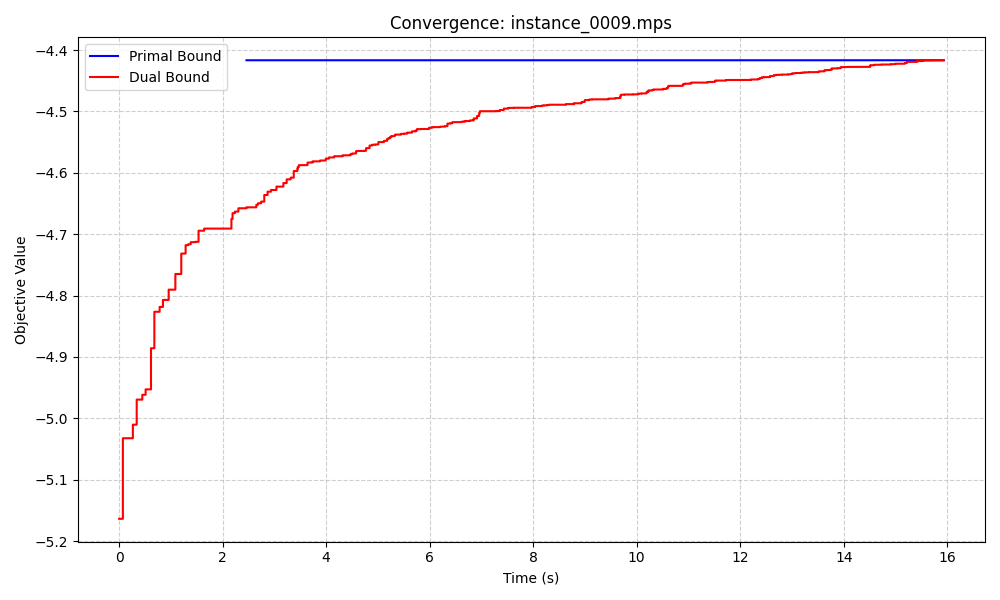 Convergence: instance_0009.mps
Primal Bound
Dual Bound
Objective Value
−4.4
−4.5
−4.6
−4.7
−4.8
−4.9
−5.0
−5.1
−5.2
0 2 4 6 8 10 12 14 16
Time (s)